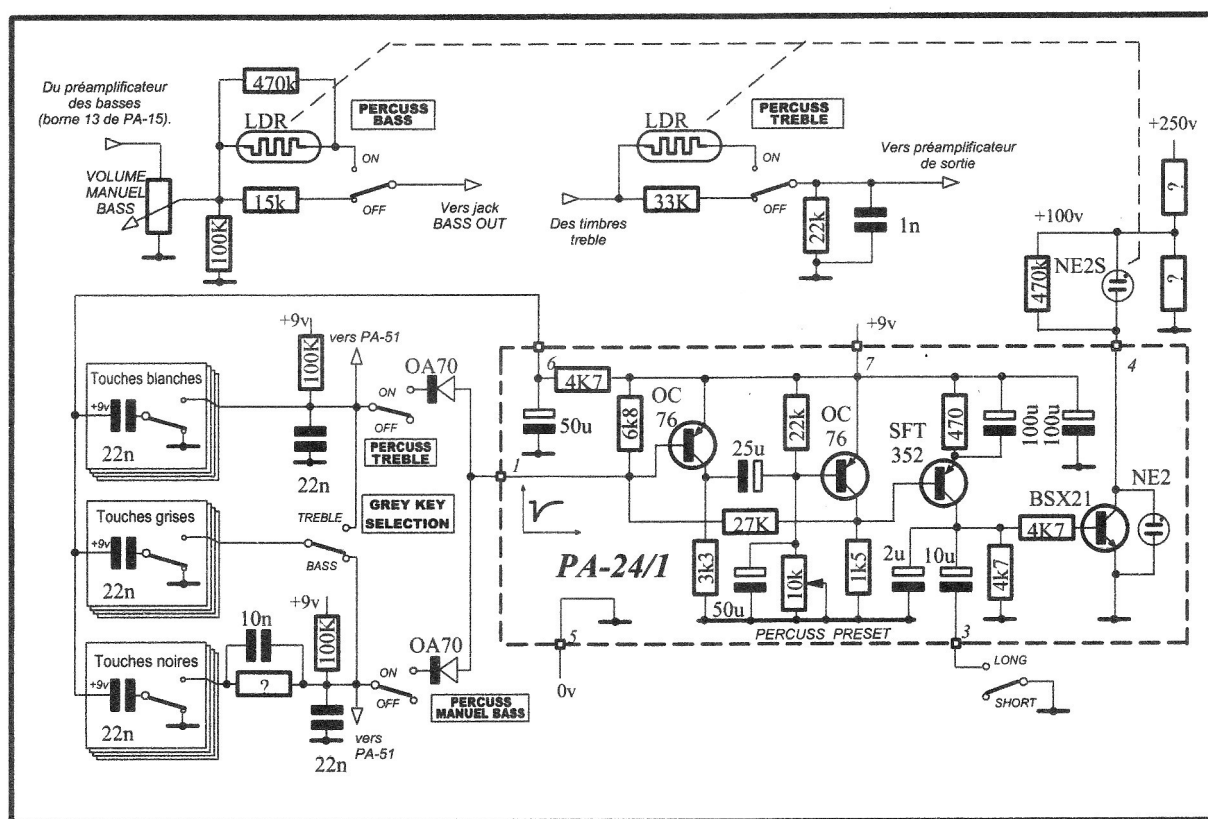 Du préamplificateur
des basses
(borne 13 de PA-15).
VOLUME
MANUEL
BASS
470k
LDR
PERCUSS
BASS
ON
15k
OFF
100K
Vers jack
BASS OUT
LDR
PERCUSS
TREBLE
ON
33K
OFF
Des timbres
treble
22k
1n
Vers préamplificateur
de sortie
+250v
?
+100v
470k
NE2S
?
+9v
100K
vers PA-51
Touches blanches
+9v
22n
22n
ON
OFF
OA70
PERCUSS
TREBLE
GREY KEY
SELECTION
Touches grises
+9v
22n
TREBLE
BASS
Touches noires
+9v
22n
10n
?
+9v
100K
22n
vers
PA-51
ON
OFF
OA70
PERCUSS
MANUEL BASS
6
4K7
50u
1
6k8
OC
76
25u
22k
OC
76
+9v
7
SFT
352
470
100u
100u
4
BSX21
NE2
27K
4K7
PA-24/1
3k3
50u
10k
1k5
2u
10u
4k7
PERCUSS PRESET
5
0v
3
LONG
SHORT